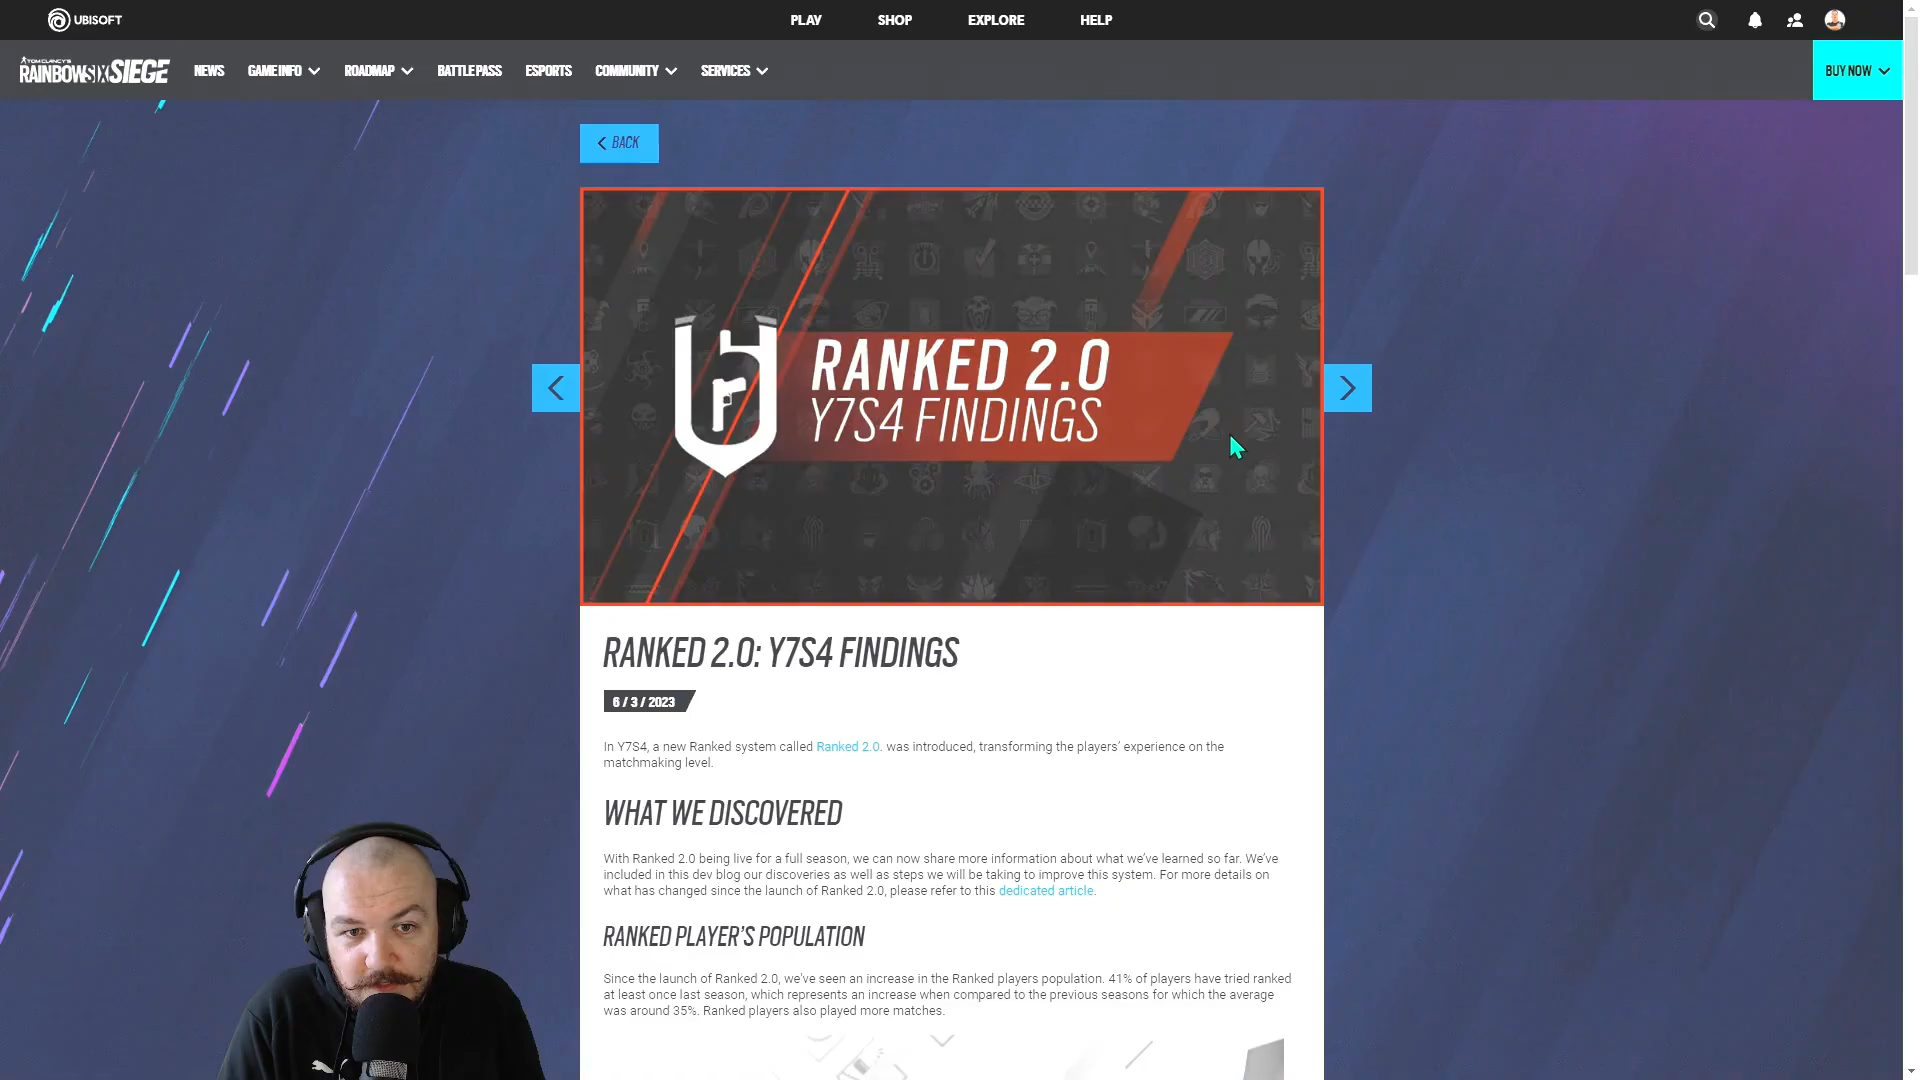 UBISOFT
PLAY
SHOP
EXPLORE
HELP
TOM CLANCY'S
RAINBOWSIX SIEGE
NEWS
GAME INFO
ROADMAP
BATTLE PASS
ESPORTS
COMMUNITY
SERVICES
BUY NOW
BACK
RANKED 2.0
Y7S4 FINDINGS
RANKED 2.0: Y7S4 FINDINGS
6 / 3 / 2023
In Y7S4, a new Ranked system called Ranked 2.0. was introduced, transforming the players’ experience on the
matchmaking level.
WHAT WE DISCOVERED
With Ranked 2.0 being live for a full season, we can now share more information about what we’ve learned so far. We’ve
included in this dev blog our discoveries as well as steps we will be taking to improve this system. For more details on
what has changed since the launch of Ranked 2.0, please refer to this dedicated article.
RANKED PLAYER’S POPULATION
Since the launch of Ranked 2.0, we’ve seen an increase in the Ranked players population. 41% of players have tried ranked
at least once last season, which represents an increase when compared to the previous seasons for which the average
was around 35%. Ranked players also played more matches.